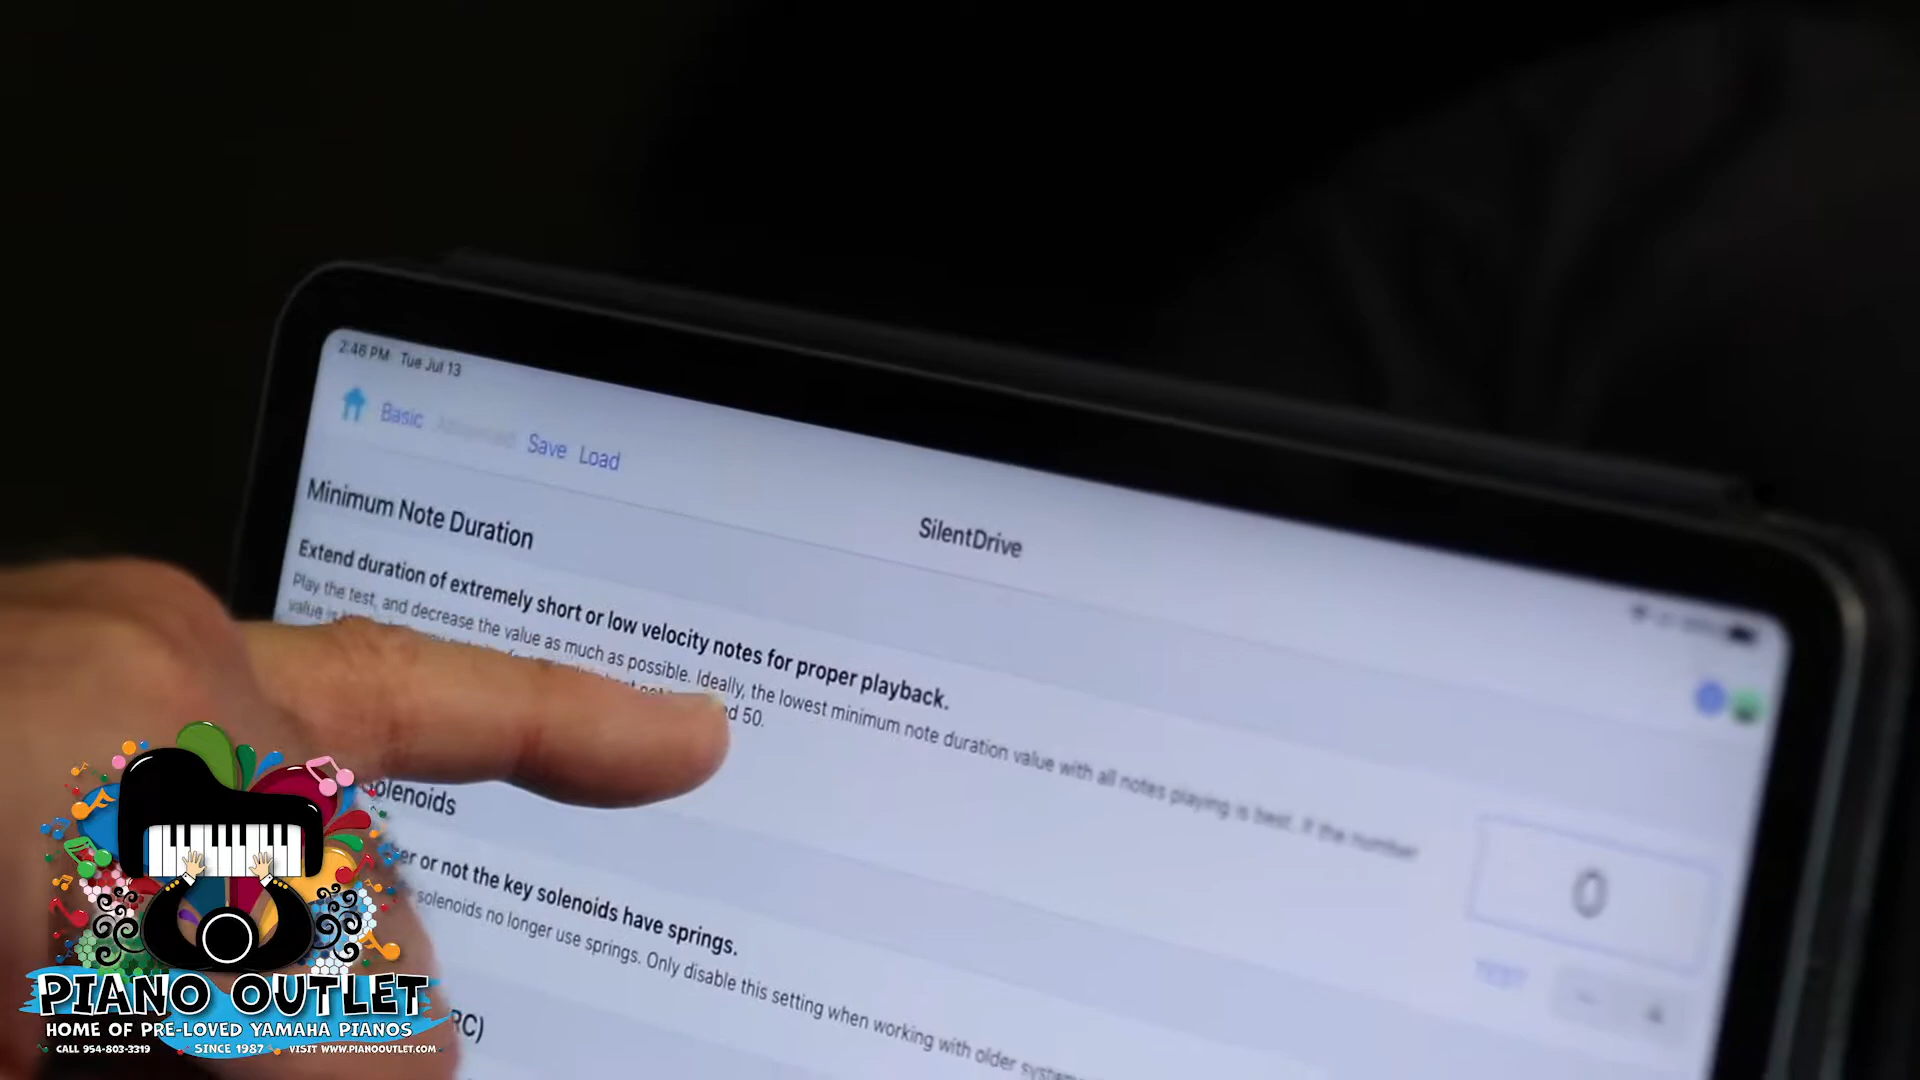 2:46 PM Tue Jul 13
Basic Advanced Save Load
SilentDrive
Minimum Note Duration
Extend duration of extremely short or low velocity notes for proper playback.
Play the test, and decrease the value as much as possible. Ideally, the lowest minimum note duration value with all notes playing is best. If the number
value is
d 50.
0
TEST
olenoids
er or not the key solenoids have springs.
solenoids no longer use springs. Only disable this setting when working with older
RC)
PIANO OUTLET
HOME OF PRE-LOVED YAMAHA PIANOS
CALL 954-803-3319 SINCE 1987 VISIT WWW.PIANOOUTLET.COM